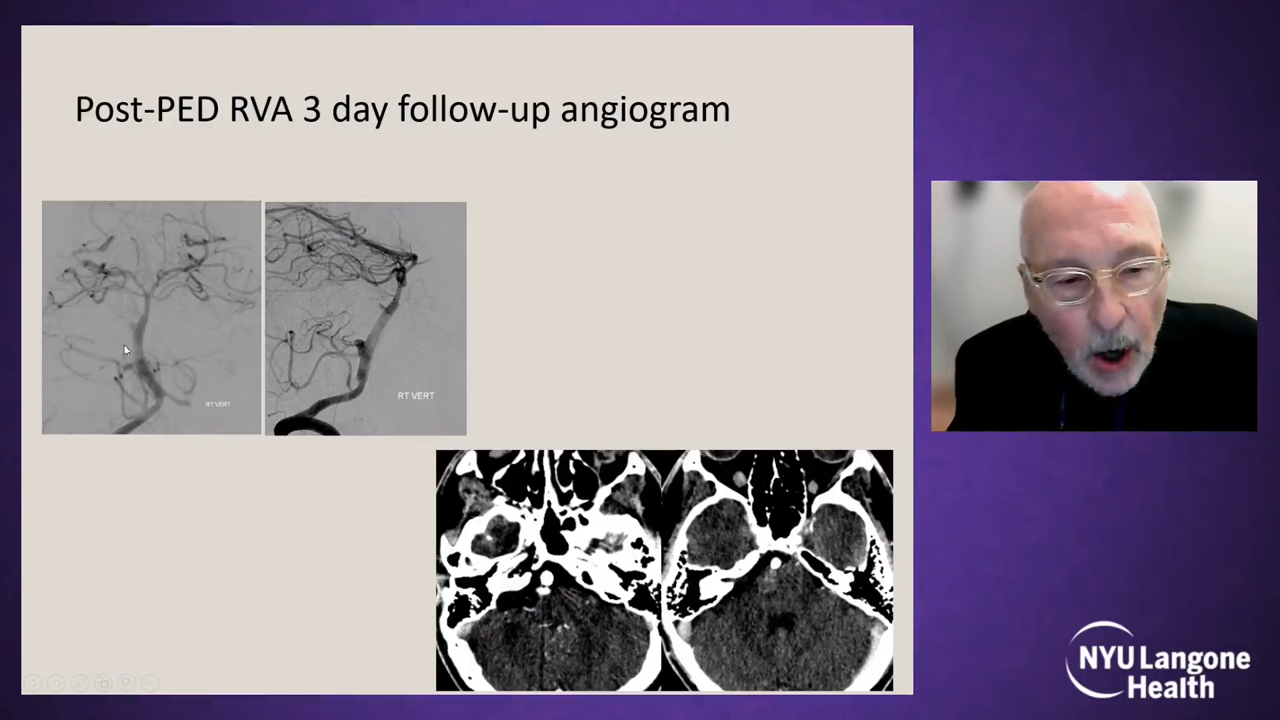 Post-PED RVA 3 day follow-up angiogram
RT VERT
RT VERT
NYU Langone
Health